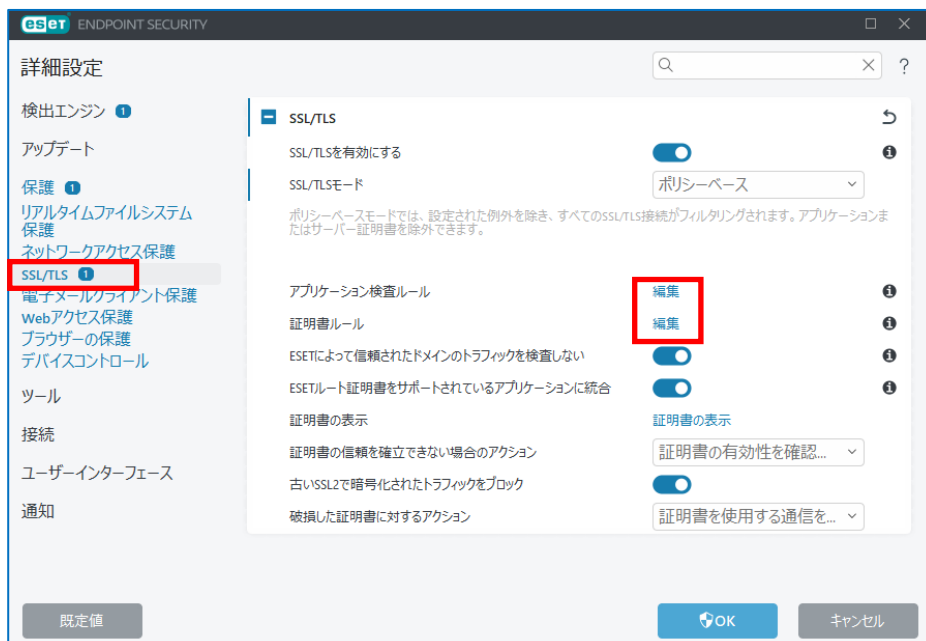 eset ENDPOINT SECURITY
詳細設定
?
検出エンジン 1
アップデート
保護 1
リアルタイムファイルシステム
保護
ネットワークアクセス保護
SSL/TLS 1
電子メールクライアント保護
Webアクセス保護
ブラウザーの保護
デバイスコントロール
ツール
接続
ユーザーインターフェース
通知
SSL/TLS
SSL/TLSを有効にする
SSL/TLSモード ポリシーベース
ポリシーベースモードでは、設定された例外を除き、すべてのSSL/TLS接続がフィルタリングされます。アプリケーションま
たはサーバー証明書を除外できます。
アプリケーション検査ルール 編集
証明書ルール 編集
ESETによって信頼されたドメインのトラフィックを検査しない
ESETルート証明書をサポートされているアプリケーションに統合
証明書の表示 証明書の表示
証明書の信頼を確立できない場合のアクション 証明書の有効性を確認...
古いSSL2で暗号化されたトラフィックをブロック
破損した証明書に対するアクション 証明書を使用する通信を...
既定値 OK キャンセル